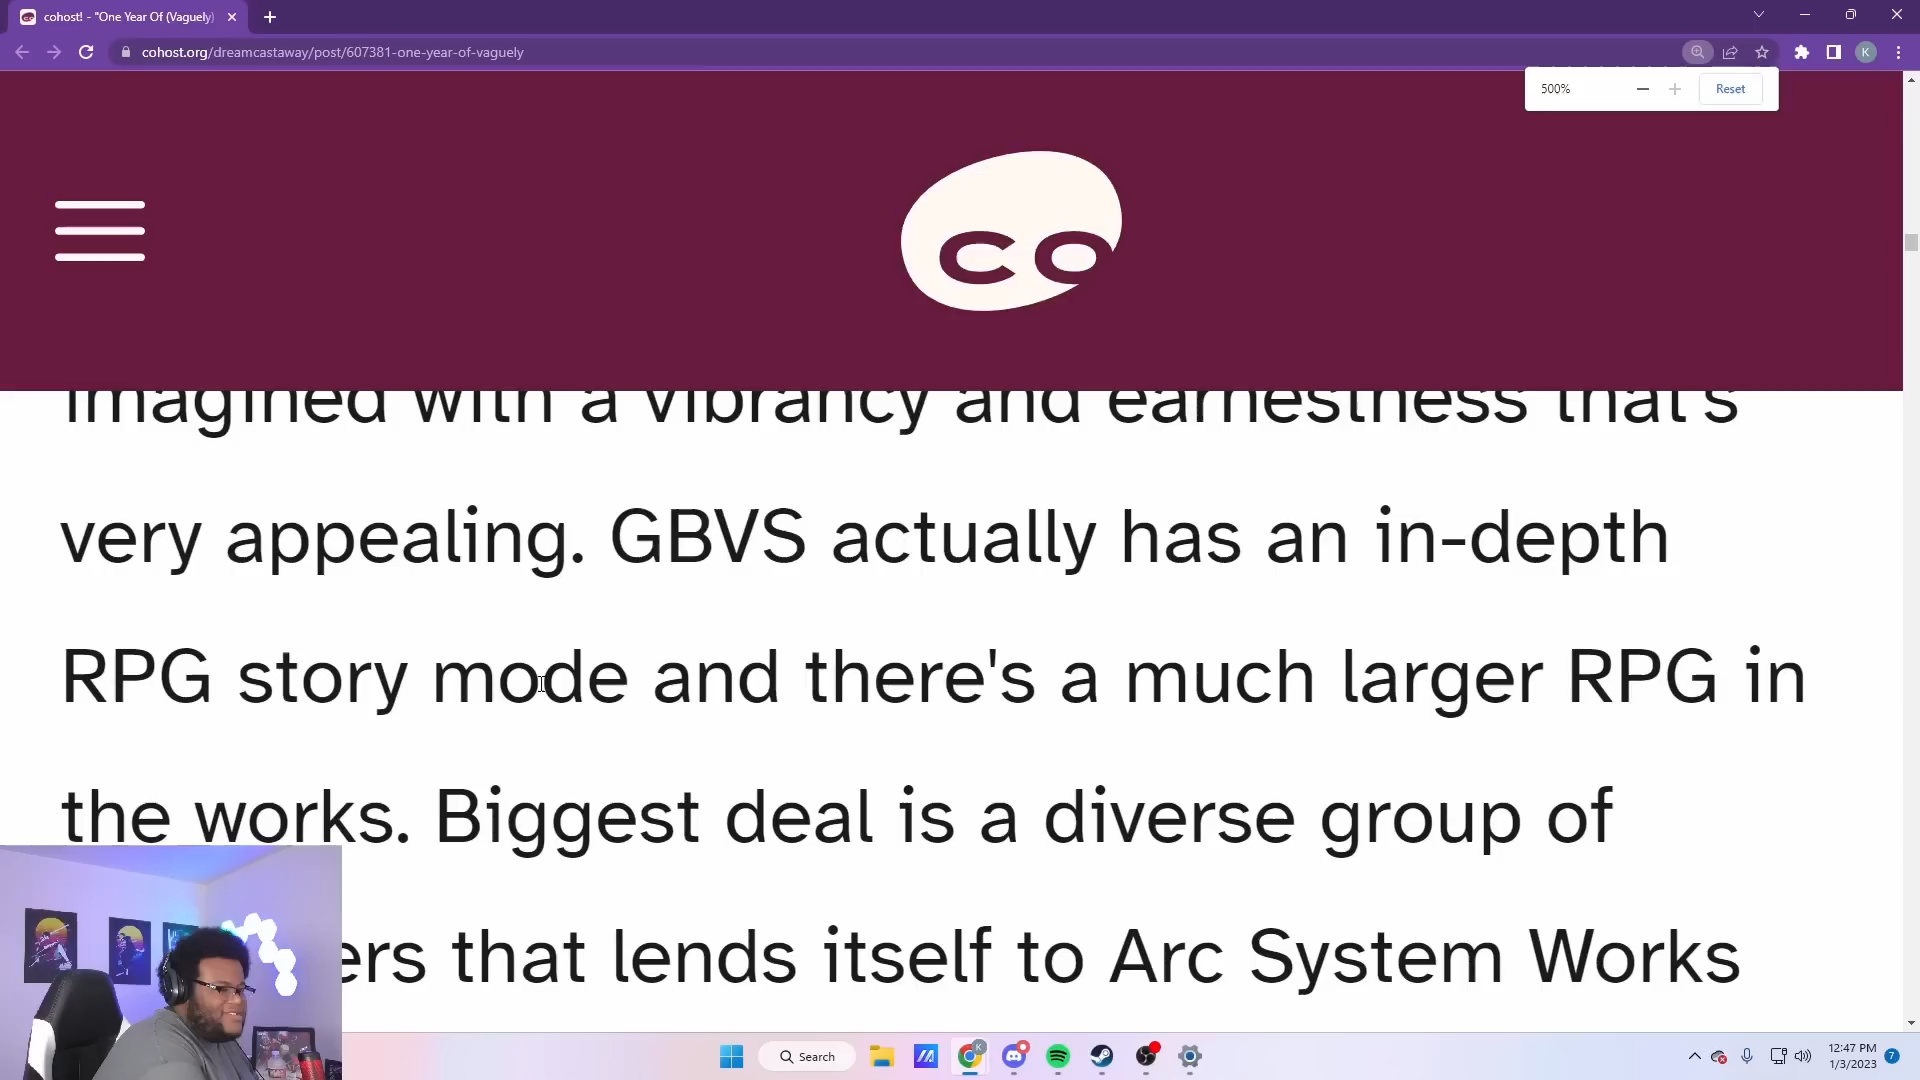 cohost! - "One Year Of (Vaguely)
cohost.org/dreamcastaway/post/607381-one-year-of-vaguely
K
500%
Reset
co
imagined with a vibrancy and earnestness that's
very appealing. GBVS actually has an in-depth
RPG story mode and there's a much larger RPG in
the works. Biggest deal is a diverse group of
ers that lends itself to Arc System Works
Search
12:47 PM
1/3/2023
7